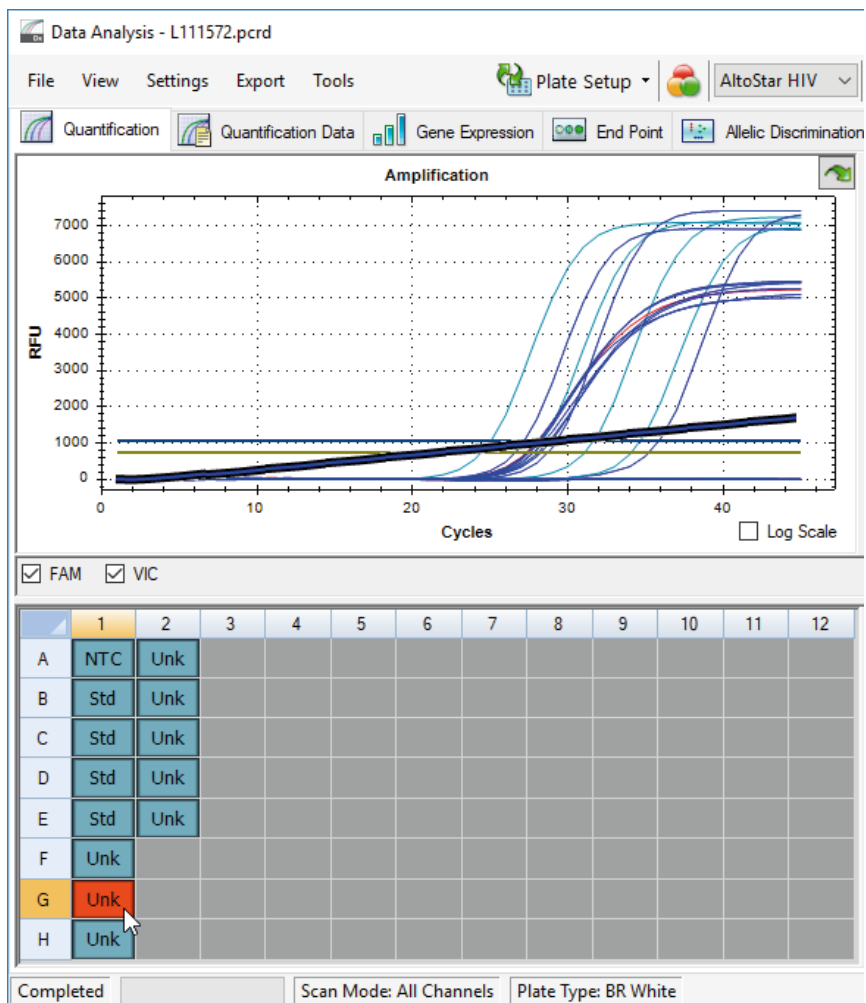 Data Analysis - L111572.pcrd
File View Settings Export Tools Plate Setup AltoStar HIV
Quantification Quantification Data Gene Expression End Point Allelic Discrimination
Amplification
7000
6000
5000
4000
3000
2000
1000
0
RFU
0 10 20 30 40
Cycles
Log Scale
FAM VIC
1 2 3 4 5 6 7 8 9 10 11 12
A NTC Unk
B Std Unk
C Std Unk
D Std Unk
E Std Unk
F Unk
G Unk
H Unk
Completed Scan Mode: All Channels Plate Type: BR White